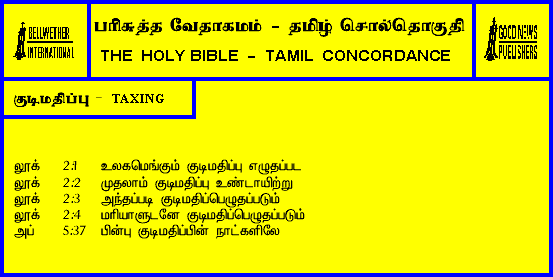 BELLWETHER
INTERNATIONAL
பரிசுத்த வேதாகமம் - தமிழ் சொல்தொகுதி
THE HOLY BIBLE - TAMIL CONCORDANCE
GOOD NEWS
PUBLISHERS
குடிமதிப்பு - TAXING
லூக் 2:1 உலகமெங்கும் குடிமதிப்பு எழுதப்பட
லூக் 2:2 முதலாம் குடிமதிப்பு உண்டாயிற்று
லூக் 2:3 அந்தப்படி குடிமதிப்பெழுதப்படும்
லூக் 2:4 மரியாளுடனே குடிமதிப்பெழுதப்படும்
அப் 5:37 பின்பு குடிமதிப்பின் நாட்களிலே